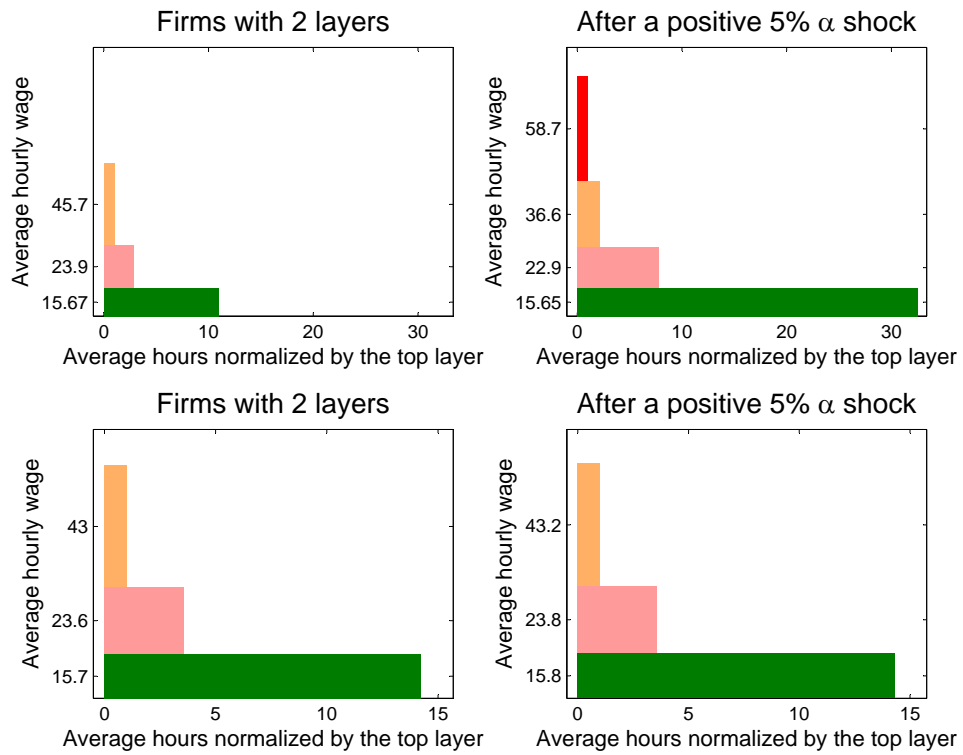 Firms with 2 layers
Average hourly wage
45.7
23.9
15.67
0 10 20 30
Average hours normalized by the top layer
After a positive 5% α shock
Average hourly wage
58.7
36.6
22.9
15.65
0 10 20 30
Average hours normalized by the top layer
Firms with 2 layers
Average hourly wage
43
23.6
15.7
0 5 10 15
Average hours normalized by the top layer
After a positive 5% α shock
Average hourly wage
43.2
23.8
15.8
0 5 10 15
Average hours normalized by the top layer